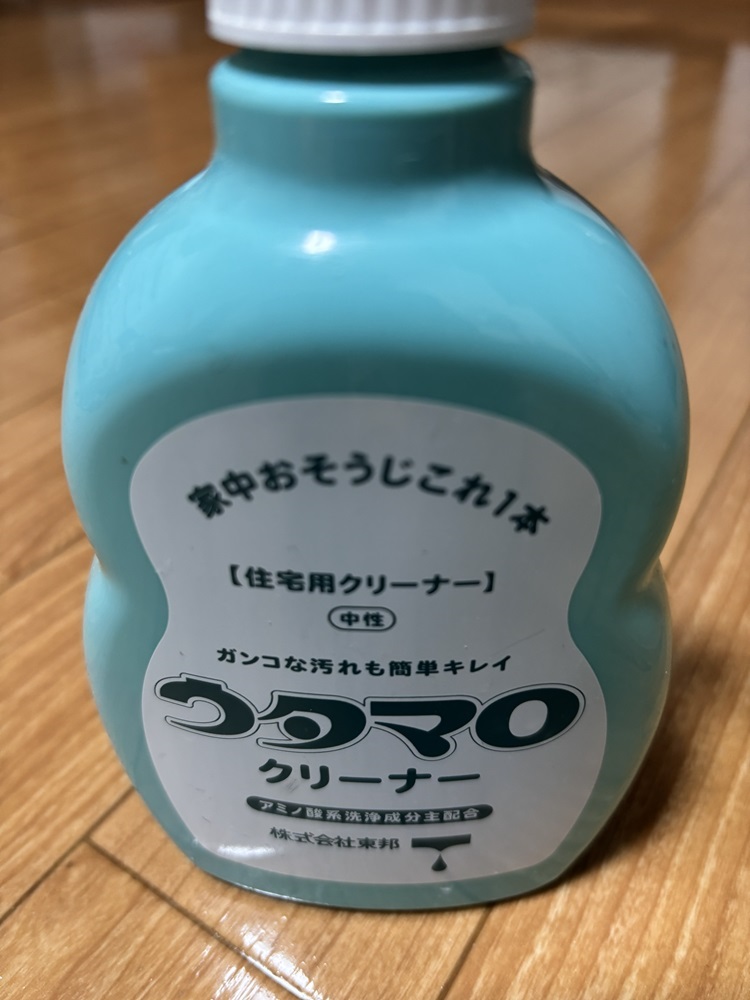 家中おそうじこれ1本
【住宅用クリーナー】
中性
ガンコな汚れも簡単キレイ
ウタマロ
クリーナー
アミノ酸系洗浄成分主配合
株式会社東邦